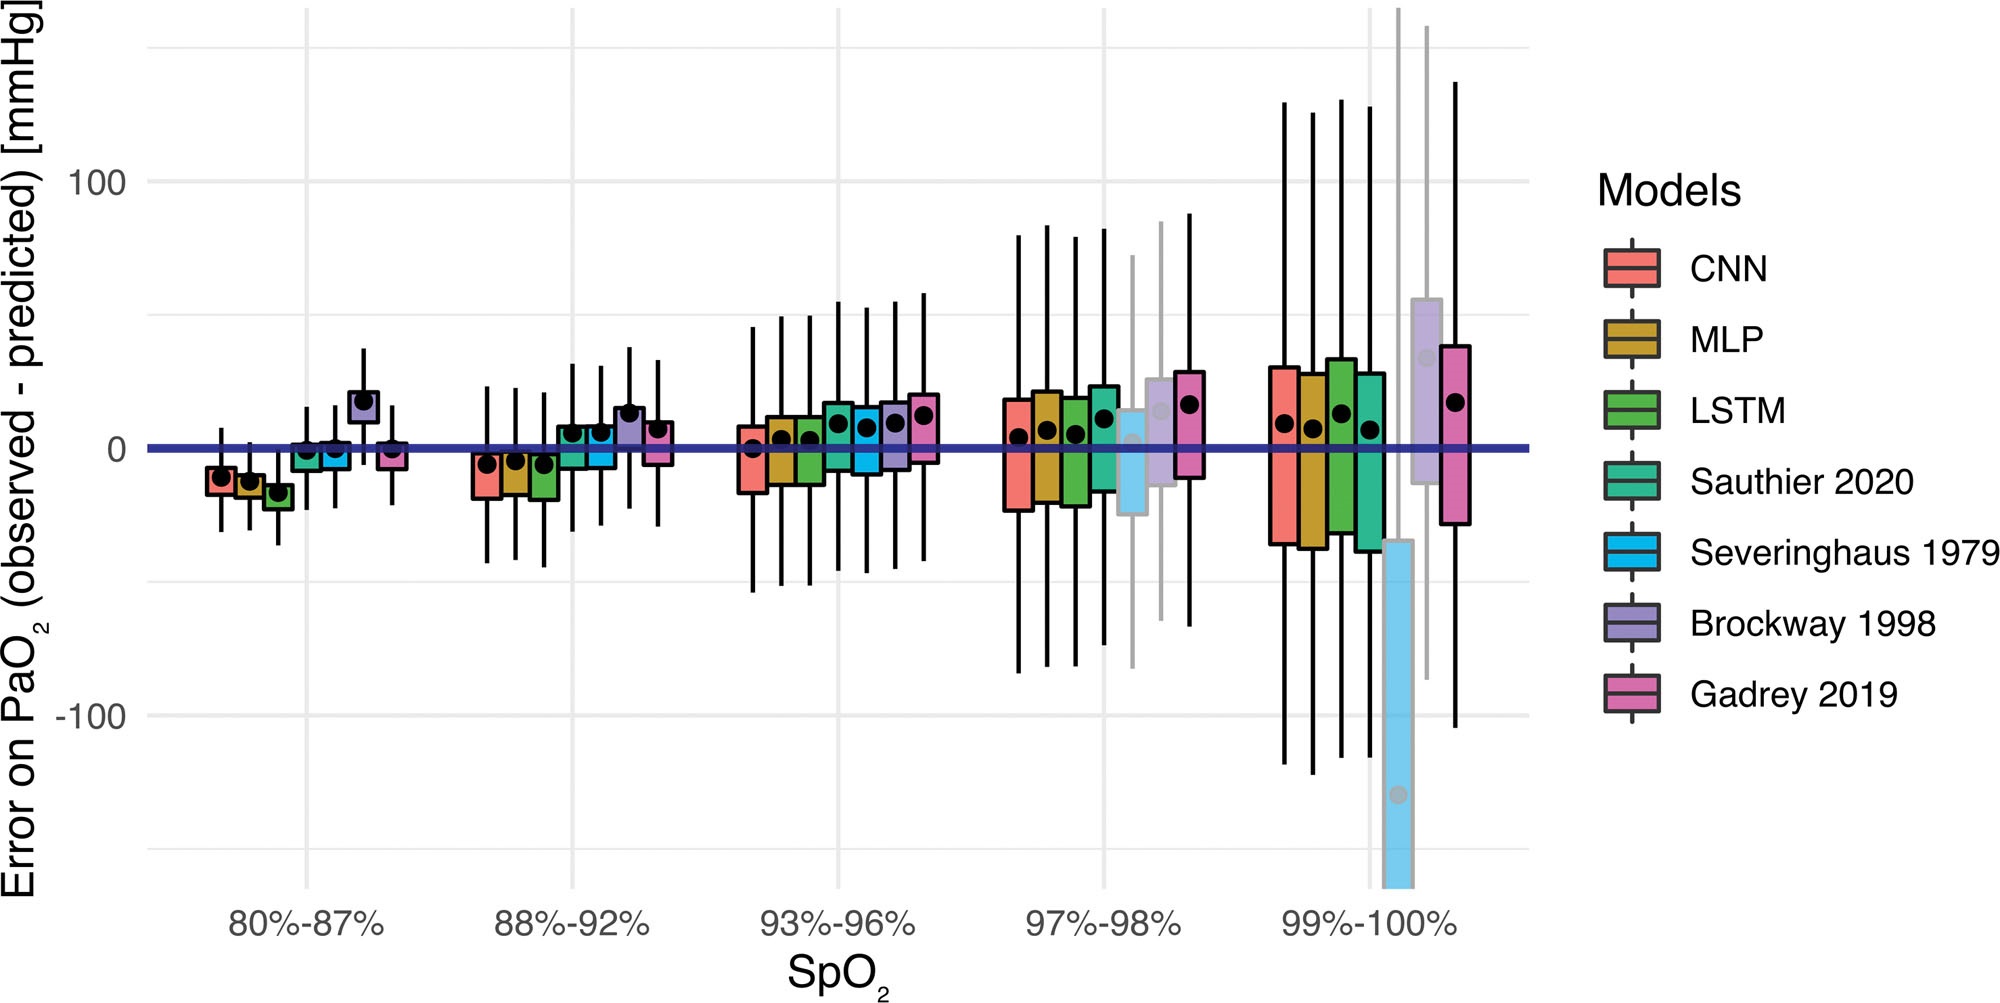 Error on PaO₂ (observed - predicted) [mmHg]
100
0
-100
80%-87%
88%-92%
93%-96%
97%-98%
99%-100%
SpO₂
Models
CNN
MLP
LSTM
Sauthier 2020
Severinghaus 1979
Brockway 1998
Gadrey 2019